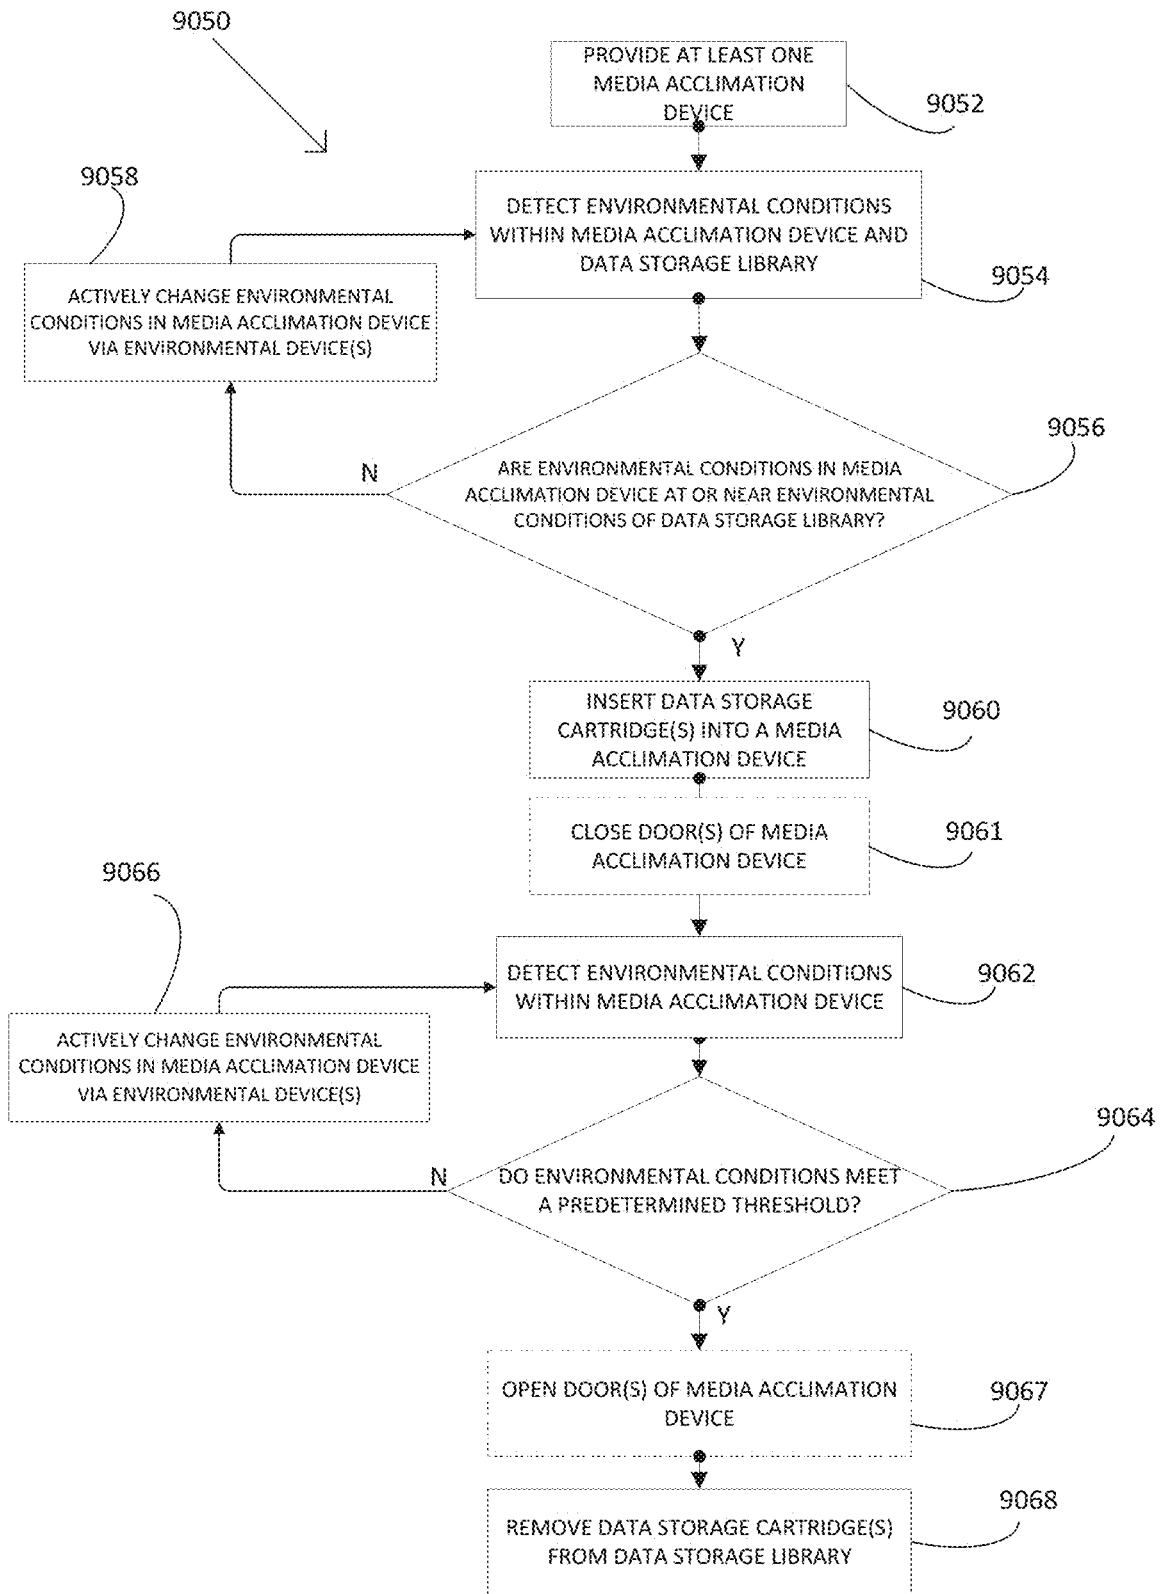 9050
PROVIDE AT LEAST ONE
MEDIA ACCLIMATION
DEVICE
9052
9058
DETECT ENVIRONMENTAL CONDITIONS
WITHIN MEDIA ACCLIMATION DEVICE AND
DATA STORAGE LIBRARY
9054
ACTIVELY CHANGE ENVIRONMENTAL
CONDITIONS IN MEDIA ACCLIMATION DEVICE
VIA ENVIRONMENTAL DEVICE(S)
9056
N
ARE ENVIRONMENTAL CONDITIONS IN MEDIA
ACCLIMATION DEVICE AT OR NEAR ENVIRONMENTAL
CONDITIONS OF DATA STORAGE LIBRARY?
Y
INSERT DATA STORAGE
CARTRIDGE(S) INTO A MEDIA
ACCLIMATION DEVICE
9060
CLOSE DOOR(S) OF MEDIA
ACCLIMATION DEVICE
9061
9066
DETECT ENVIRONMENTAL CONDITIONS
WITHIN MEDIA ACCLIMATION DEVICE
9062
ACTIVELY CHANGE ENVIRONMENTAL
CONDITIONS IN MEDIA ACCLIMATION DEVICE
VIA ENVIRONMENTAL DEVICE(S)
9064
N
DO ENVIRONMENTAL CONDITIONS MEET
A PREDETERMINED THRESHOLD?
Y
OPEN DOOR(S) OF MEDIA ACCLIMATION
DEVICE
9067
REMOVE DATA STORAGE CARTRIDGE(S)
FROM DATA STORAGE LIBRARY
9068